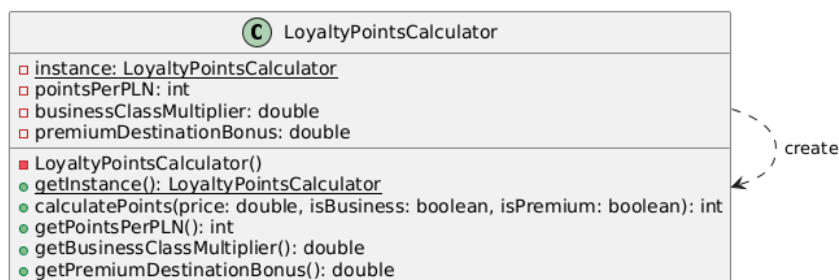 C LoyaltyPointsCalculator
instance: LoyaltyPointsCalculator
pointsPerPLN: int
businessClassMultiplier: double
premiumDestinationBonus: double
LoyaltyPointsCalculator()
getInstance(): LoyaltyPointsCalculator
calculatePoints(price: double, isBusiness: boolean, isPremium: boolean): int
getPointsPerPLN(): int
getBusinessClassMultiplier(): double
getPremiumDestinationBonus(): double
create